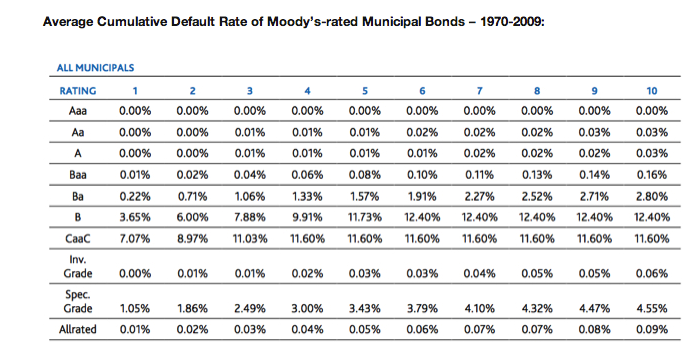 Average Cumulative Default Rate of Moody's-rated Municipal Bonds – 1970-2009:
ALL MUNICIPALS
RATING 1 2 3 4 5 6 7 8 9 10
Aaa 0.00% 0.00% 0.00% 0.00% 0.00% 0.00% 0.00% 0.00% 0.00% 0.00%
Aa 0.00% 0.00% 0.01% 0.01% 0.01% 0.02% 0.02% 0.02% 0.03% 0.03%
A 0.00% 0.00% 0.01% 0.01% 0.01% 0.01% 0.02% 0.02% 0.02% 0.03%
Baa 0.01% 0.02% 0.04% 0.06% 0.08% 0.10% 0.11% 0.13% 0.14% 0.16%
Ba 0.22% 0.71% 1.06% 1.33% 1.57% 1.91% 2.27% 2.52% 2.71% 2.80%
B 3.65% 6.00% 7.88% 9.91% 11.73% 12.40% 12.40% 12.40% 12.40% 12.40%
CaaC 7.07% 8.97% 11.03% 11.60% 11.60% 11.60% 11.60% 11.60% 11.60% 11.60%
Inv.
Grade 0.00% 0.01% 0.01% 0.02% 0.03% 0.03% 0.04% 0.05% 0.05% 0.06%
Spec.
Grade 1.05% 1.86% 2.49% 3.00% 3.43% 3.79% 4.10% 4.32% 4.47% 4.55%
Allrated 0.01% 0.02% 0.03% 0.04% 0.05% 0.06% 0.07% 0.07% 0.08% 0.09%